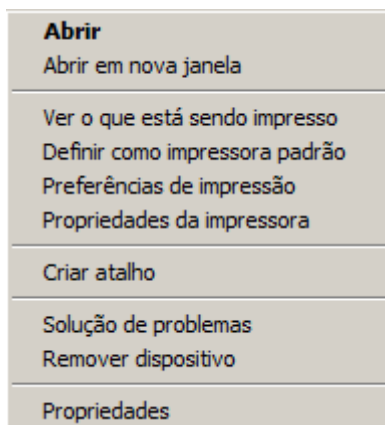 Abrir
Abrir em nova janela
Ver o que está sendo impresso
Definir como impressora padrão
Preferências de impressão
Propriedades da impressora
Criar atalho
Solução de problemas
Remover dispositivo
Propriedades